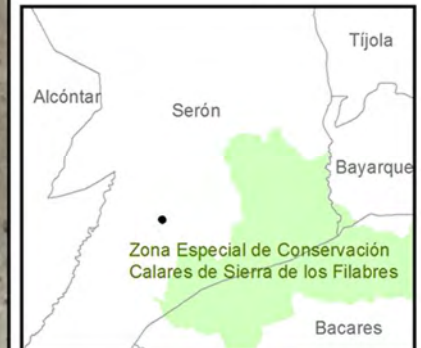 Tíjola
Alcóntar
Serón
Bayarque
Zona Especial de Conservación
Calares de Sierra de los Filabres
Bacares